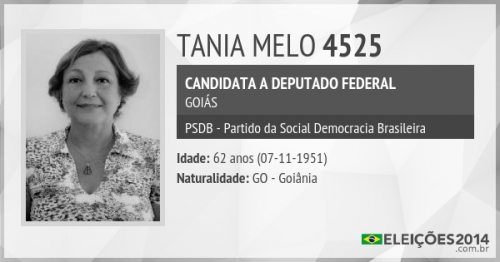 TANIA MELO 4525
CANDIDATA A DEPUTADO FEDERAL
GOIÁS
PSDB - Partido da Social Democracia Brasileira
Idade: 62 anos (07-11-1951)
Naturalidade: GO - Goiânia
ELEIÇÕES2014
.com.br